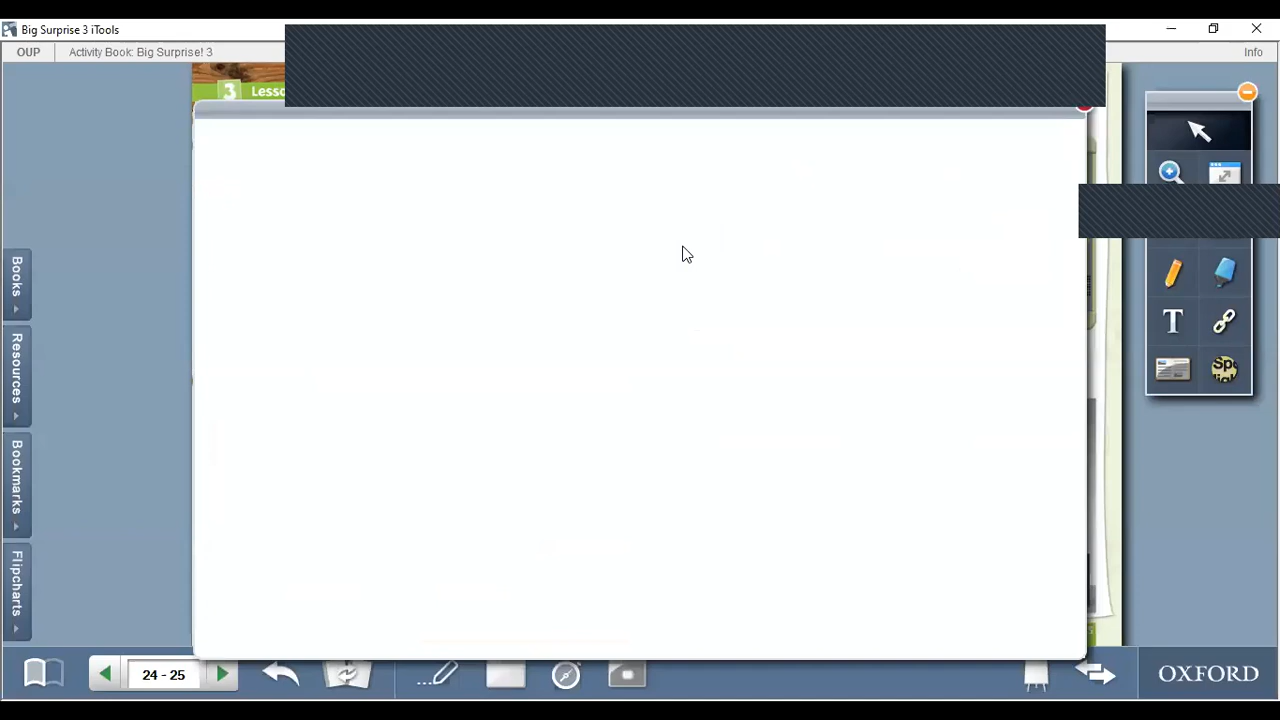 Big Surprise 3 iTools
OUP
Activity Book: Big Surprise! 3
Info
3
Books
Resources
Bookmarks
Flipcharts
T
24 - 25
OXFORD